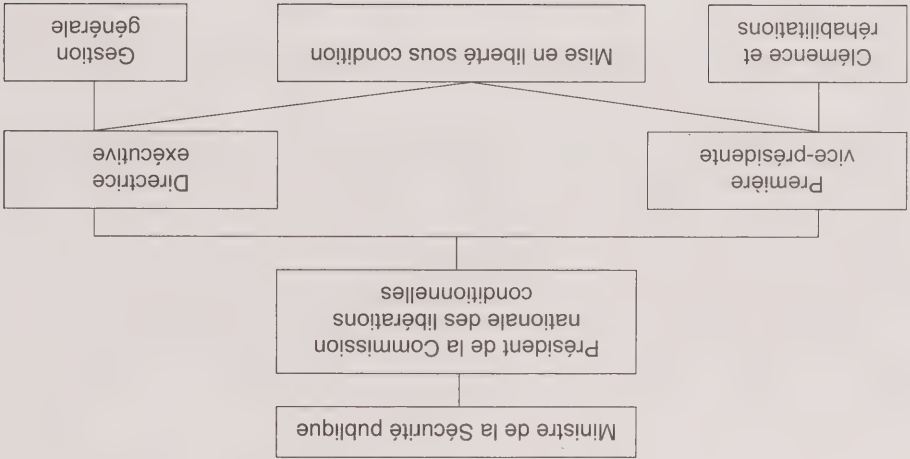 Ministre de la Sécurité publique
Président de la Commission
nationale des libérations
conditionnelles
Première
vice-présidente
Directrice
exécutive
Clémence et
réhabilitations
Mise en liberté sous condition
Gestion
générale